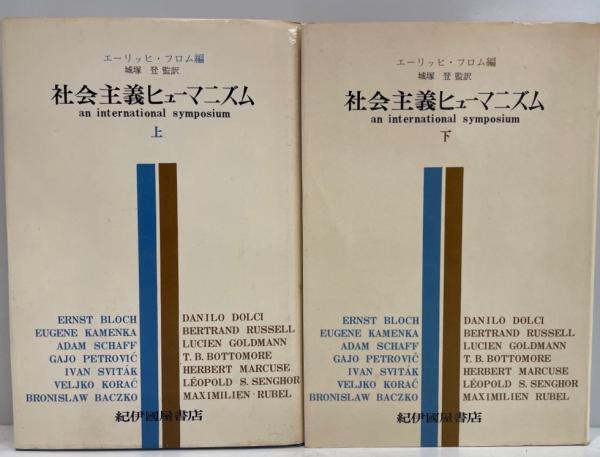 エーリッヒ・フロム編
城塚 登 監訳
社会主義ヒューマニズム
an international symposium
上
ERNST BLOCH
EUGENE KAMENKA
ADAM SCHAFF
GAJO PETROVIĆ
IVAN SVITÁK
VELJKO KORAČ
BRONISLAW BACZKO
DANILO DOLCI
BERTRAND RUSSELL
LUCIEN GOLDMANN
T. B. BOTTOMORE
HERBERT MARCUSE
LÉOPOLD S. SENGHOR
MAXIMILIEN RUBEL
紀伊國屋書店
エーリッヒ・フロム編
城塚 登 監訳
社会主義ヒューマニズム
an international symposium
下
ERNST BLOCH
EUGENE KAMENKA
ADAM SCHAFF
GAJO PETROVIĆ
IVAN SVITÁK
VELJKO KORAČ
BRONISLAW BACZKO
DANILO DOLCI
BERTRAND RUSSELL
LUCIEN GOLDMANN
T. B. BOTTOMORE
HERBERT MARCUSE
LÉOPOLD S. SENGHOR
MAXIMILIEN RUBEL
紀伊國屋書店